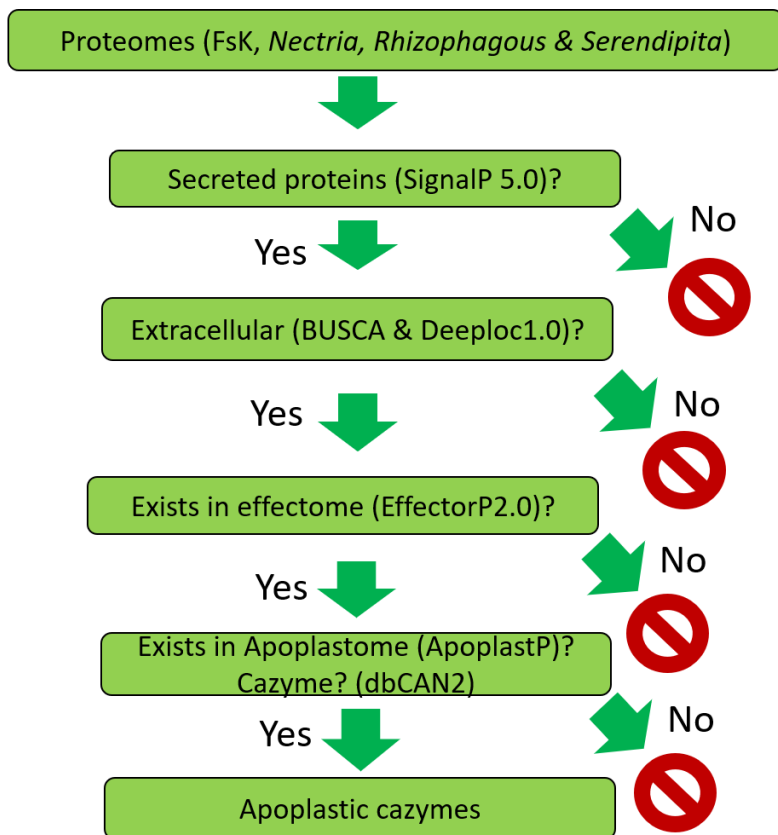 Proteomes (FsK, Nectria, Rhizophagous & Serendipita)
Secreted proteins (SignalP 5.0)?
Yes
No
Extracellular (BUSCA & Deeploc1.0)?
Yes
No
Exists in effectome (EffectorP2.0)?
Yes
No
Exists in Apoplastome (ApoplastP)?
Cazyme? (dbCAN2)
Yes
No
Apoplastic cazymes